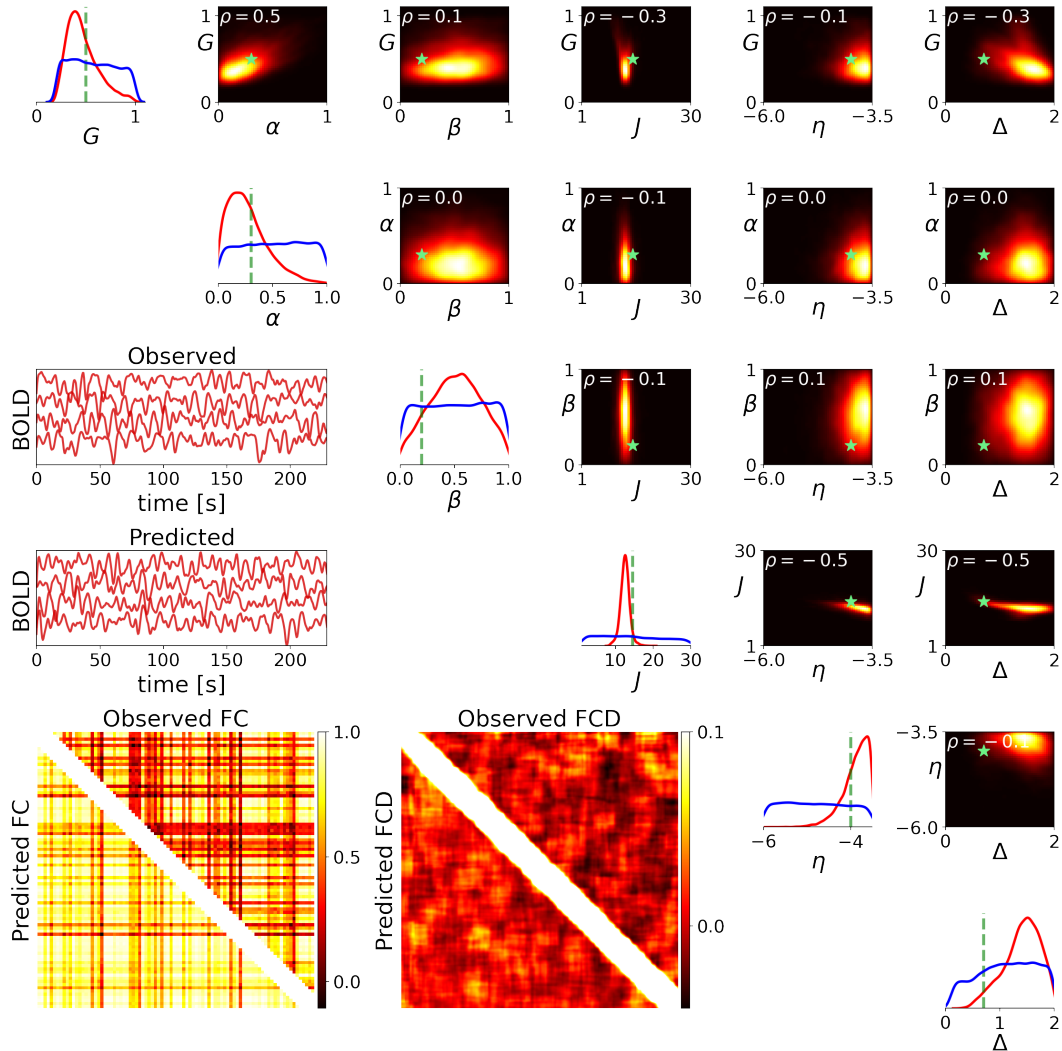 1 1 1 1 1
ρ = 0.5 ρ = 0.1 ρ = −0.3 ρ = −0.1 ρ = −0.3
G G G G G
0 0 0 0 0
0 1 0 1 0 1 1 30 −6.0 −3.5 0 2
G α β J η Δ
1 1 1 1
ρ = 0.0 ρ = −0.1 ρ = 0.0 ρ = 0.0
α α α α
0 0 0 0
0.0 0.5 1.0 0 1 1 30 −6.0 −3.5 0 2
α β J η Δ
Observed
1 1 1
ρ = −0.1 ρ = 0.1 ρ = 0.1
BOLD β β β
0 0 0
0 50 100 150 200 0.0 0.5 1.0 1 30 −6.0 −3.5 0 2
time [s] β J η Δ
Predicted
30 30
ρ = −0.5 ρ = −0.5
BOLD J J
1 1
0 50 100 150 200 10 20 30 −6.0 −3.5 0 2
time [s] J η Δ
Observed FC Observed FCD
1.0 0.1 −3.5
ρ = −0.1
η
Predicted FC 0.5 Predicted FCD −6.0
−6 −4 0 2
η Δ
0.0 0.0
0 1 2
Δ